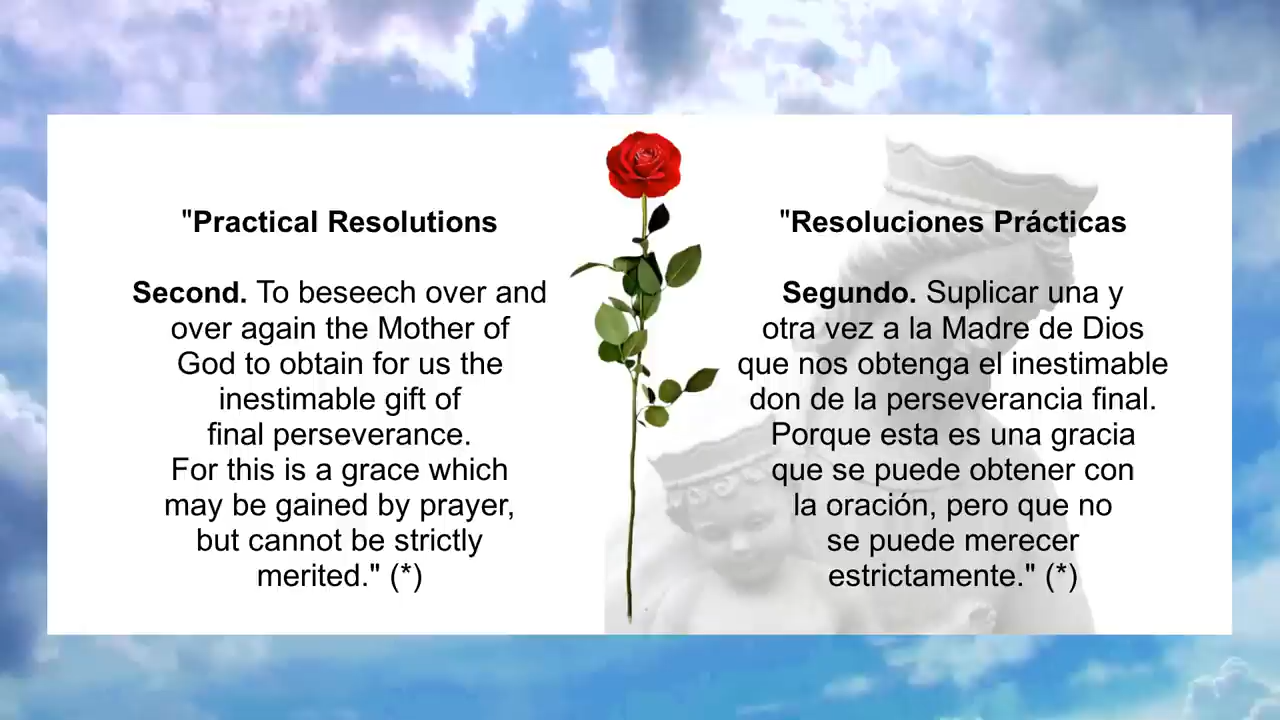 "Practical Resolutions
Second. To beseech over and
over again the Mother of
God to obtain for us the
inestimable gift of
final perseverance.
For this is a grace which
may be gained by prayer,
but cannot be strictly
merited." (*)
"Resoluciones Prácticas
Segundo. Suplicar una y
otra vez a la Madre de Dios
que nos obtenga el inestimable
don de la perseverancia final.
Porque esta es una gracia
que se puede obtener con
la oración, pero que no
se puede merecer
estrictamente." (*)